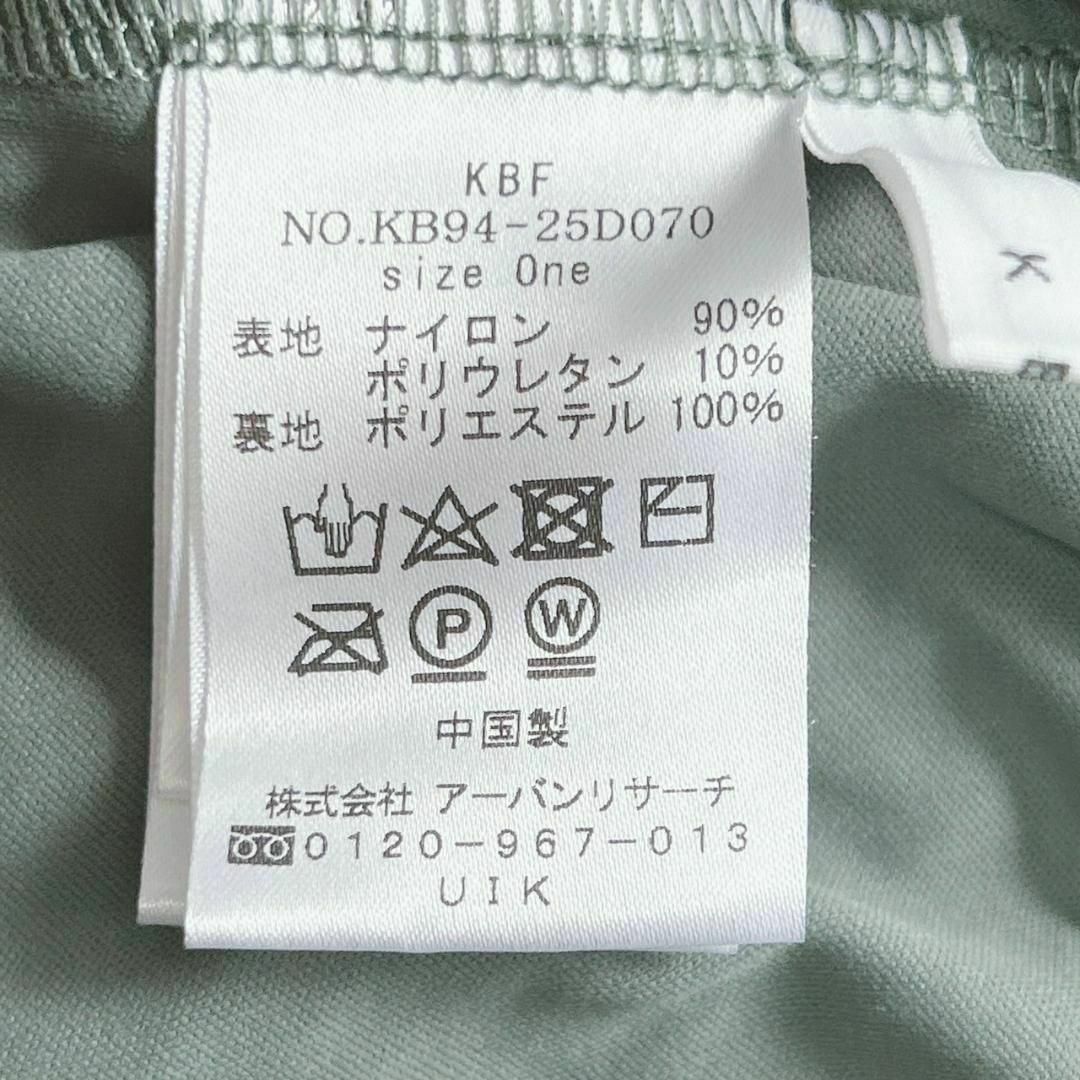 KBF
NO.KB94-25D070
size One
表地 ナイロン 90%
ポリウレタン 10%
裏地 ポリエステル 100%
P W
中国製
株式会社 アーバンリサーチ
0120-967-013
UIK
K